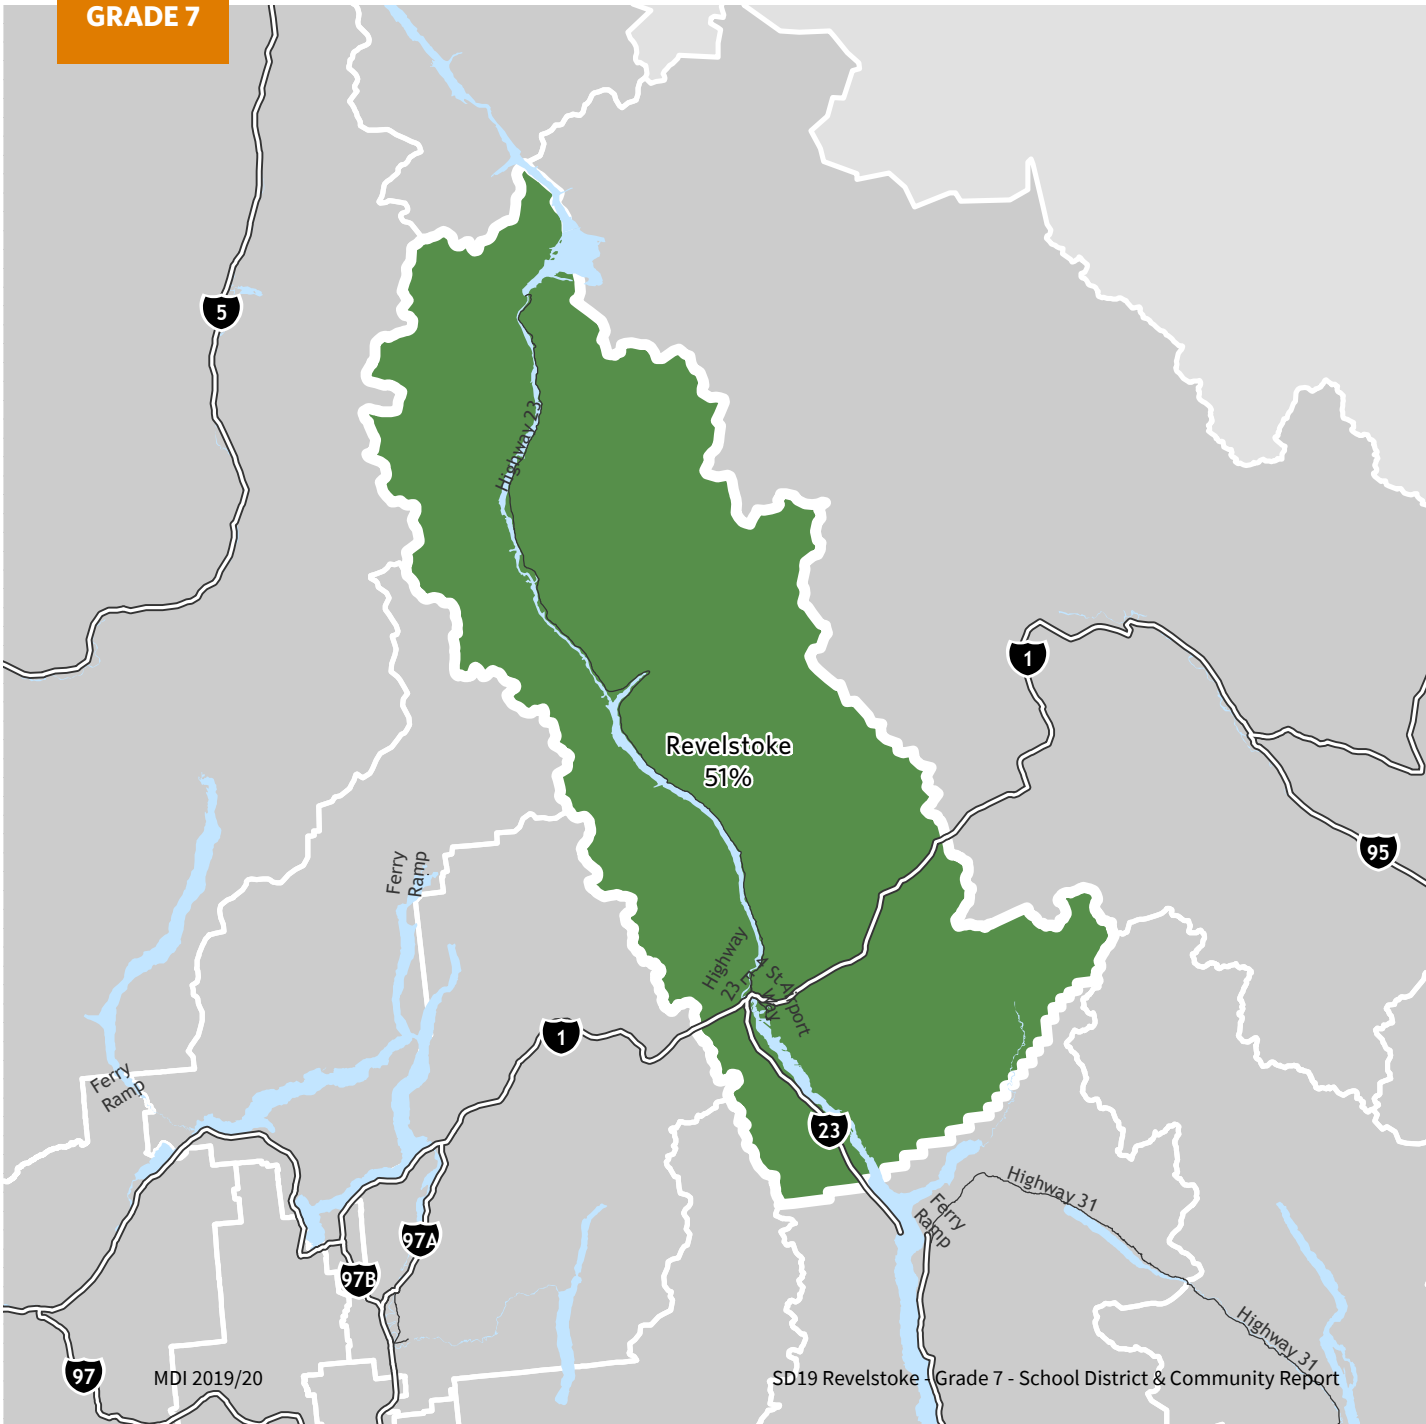 GRADE 7
5
Highway 23
1
Revelstoke
51%
95
Ferry
Ramp
Highway
23
4 St
Airport
Way
1
Ferry
Ramp
23
Highway 31
Ferry
Ramp
97A
97B
Highway 31
97
MDI 2019/20
SD19 Revelstoke - Grade 7 - School District & Community Report